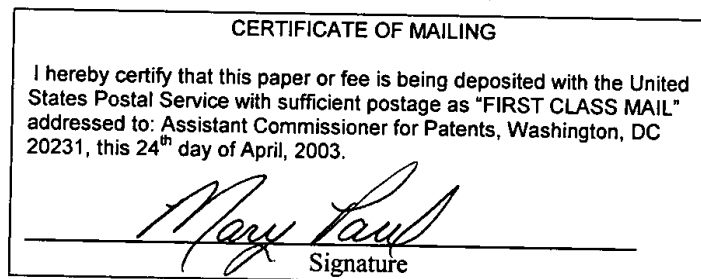 CERTIFICATE OF MAILING
I hereby certify that this paper or fee is being deposited with the United
States Postal Service with sufficient postage as "FIRST CLASS MAIL"
addressed to: Assistant Commissioner for Patents, Washington, DC
20231, this 24th day of April, 2003.
Mary Paul
Signature